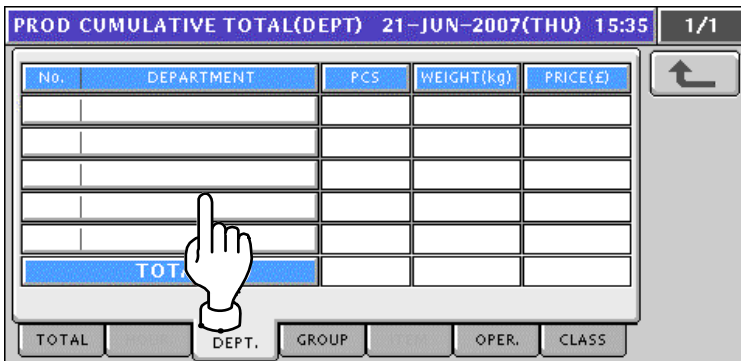 PROD CUMULATIVE TOTAL(DEPT) 21-JUN-2007(THU) 15:35 1/1
No. DEPARTMENT PCS WEIGHT(kg) PRICE(£)
TOTAL DEPT. GROUP ITEM OPER. CLASS